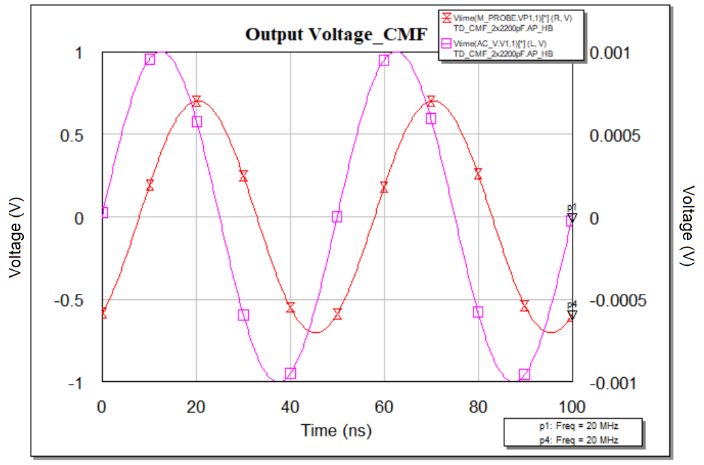 Output Voltage_CMF
Vtime(M_PROBE.VP1,1)[*] (R, V)
TD_CMF_2x2200pF.AP_HB
Vtime(AC_V.V1,1)[*] (L, V)
TD_CMF_2x2200pF.AP_HB
1
0.5
0
-0.5
-1
Voltage (V)
0.001
0.0005
0
-0.0005
-0.001
Voltage (V)
p1
p4
0 20 40 60 80 100
Time (ns)
p1: Freq = 20 MHz
p4: Freq = 20 MHz